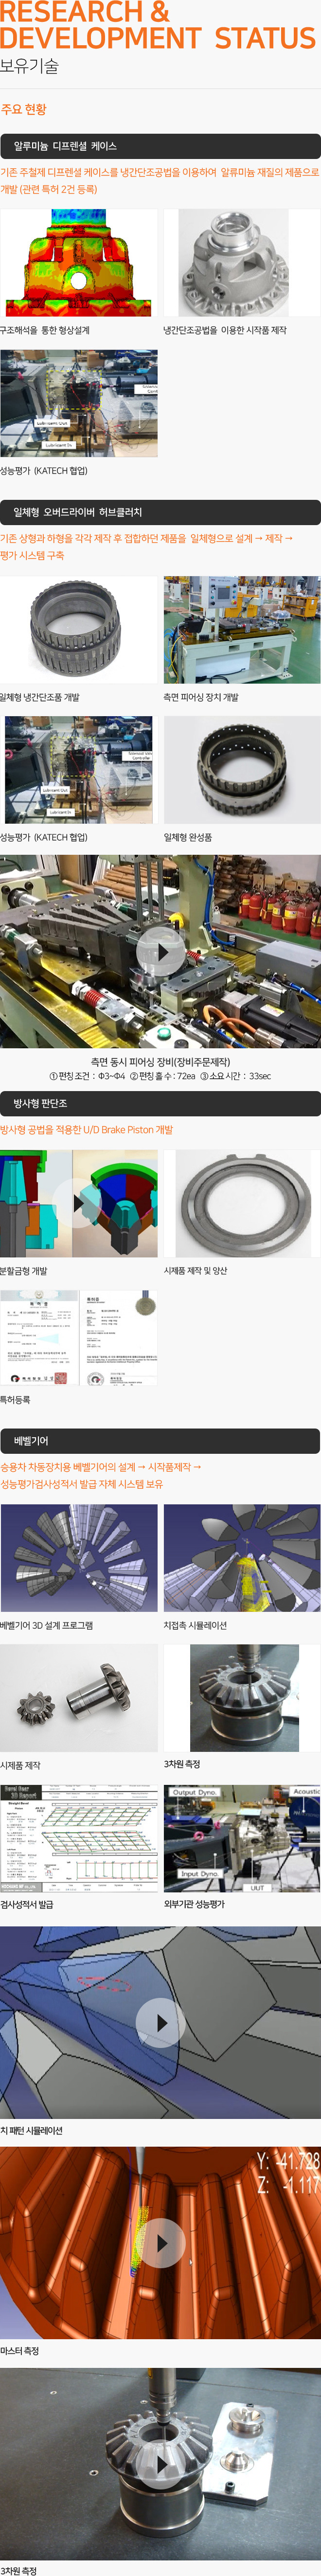 RESEARCH &
DEVELOPMENT STATUS
보유기술
주요 현황
알루미늄 디프렌셜 케이스
기존 주철제 디프렌셜 케이스를 냉간단조공법을 이용하여 알류미늄 재질의 제품으로
개발 (관련 특허 2건 등록)
구조해석을 통한 형상설계
냉간단조공법을 이용한 시작품 제작
Lubricant Out
Lubricant In
성능평가 (KATECH 협업)
일체형 오버드라이버 허브클러치
기존 상형과 하형을 각각 제작 후 접합하던 제품을 일체형으로 설계 → 제작 →
평가 시스템 구축
일체형 냉간단조품 개발
측면 피어싱 장치 개발
Lubricant Out
Lubricant In
성능평가 (KATECH 협업)
일체형 완성품
측면 동시 피어싱 장비(장비주문제작)
① 펀칭 조건 : Φ3~Φ4 ② 펀칭 홀 수 : 72ea ③ 소요 시간 : 33sec
방사형 판단조
방사형 공법을 적용한 U/D Brake Piston 개발
분할금형 개발
시제품 제작 및 양산
특허등록
베벨기어
승용차 차동장치용 베벨기어의 설계 → 시작품제작 →
성능평가검사성적서 발급 자체 시스템 보유
베벨기어 3D 설계 프로그램
치접촉 시뮬레이션
시제품 제작
3차원 측정
검사성적서 발급
Output Dyno.
Acoustic
Input Dyno.
UUT
외부기관 성능평가
치 패턴 시뮬레이션
Y: -41.728
Z: -1.117
마스터 측정
3차원 측정